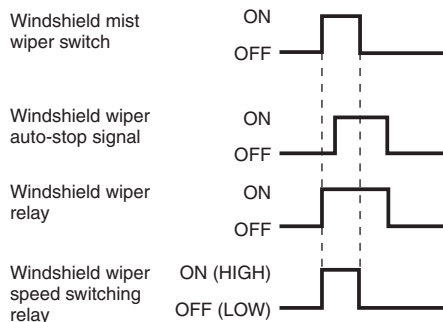 Windshield mist
wiper switch
ON
OFF
Windshield wiper
auto-stop signal
ON
OFF
Windshield wiper
relay
ON
OFF
Windshield wiper
speed switching
relay
ON (HIGH)
OFF (LOW)